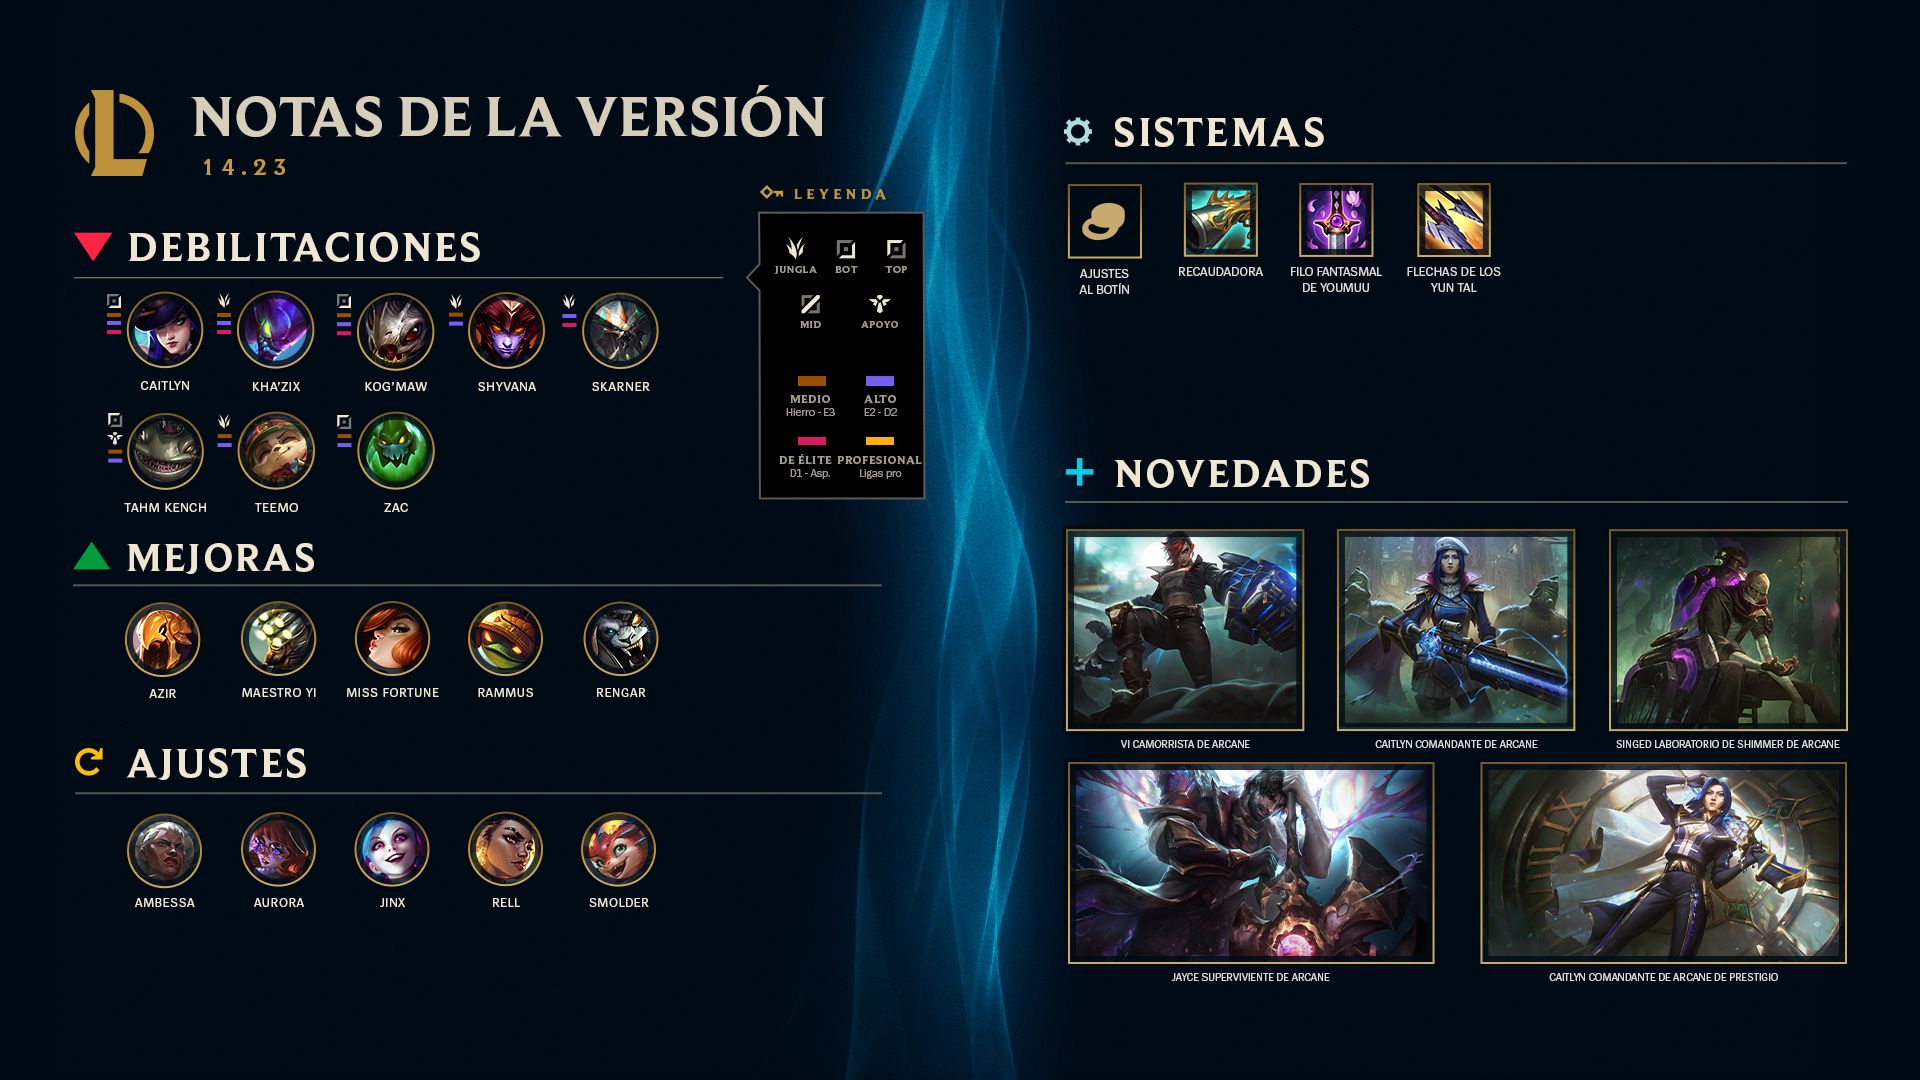 NOTAS DE LA VERSIÓN
14.23
LEYENDA
JUNGLA BOT TOP
MID APOYO
MEDIO ALTO
Hierro - E3 E2 - D2
DE ÉLITE PROFESIONAL
D1 - Asp. Ligas pro
DEBILITACIONES
CAITLYN KHA'ZIX KOG'MAW SHYVANA SKARNER
TAHM KENCH TEEMO ZAC
MEJORAS
AZIR MAESTRO YI MISS FORTUNE RAMMUS RENGAR
AJUSTES
AMBESSA AURORA JINX RELL SMOLDER
SISTEMAS
AJUSTES
AL BOTÍN
RECAUDADORA
FILO FANTASMAL
DE YOUMUU
FLECHAS DE LOS
YUN TAL
NOVEDADES
VI CAMORRISTA DE ARCANE
CAITLYN COMANDANTE DE ARCANE
SINGED LABORATORIO DE SHIMMER DE ARCANE
JAYCE SUPERVIVIENTE DE ARCANE
CAITLYN COMANDANTE DE ARCANE DE PRESTIGIO